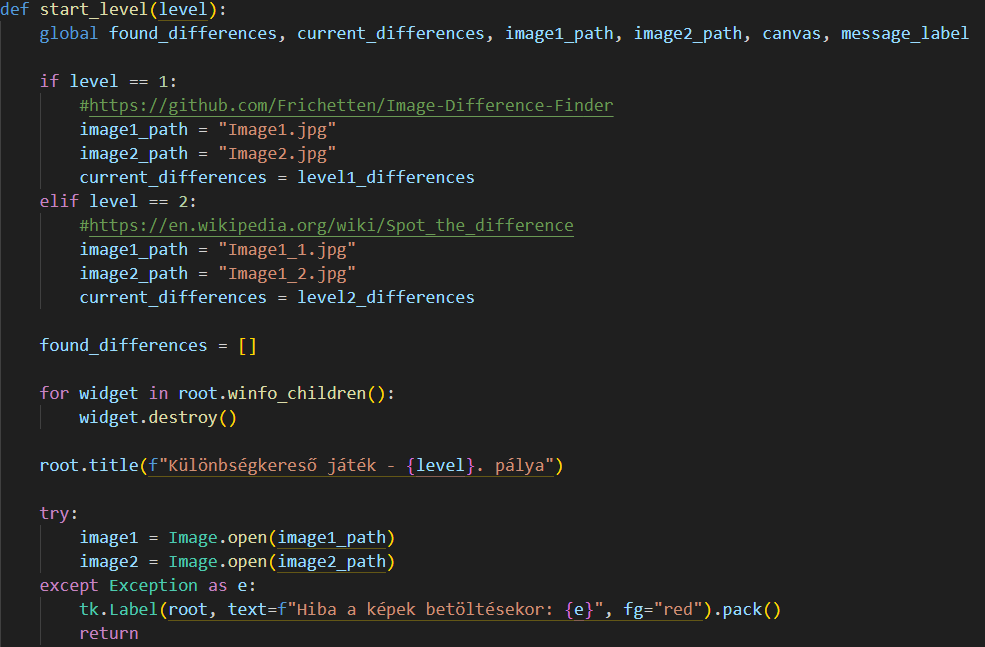 def start_level(level):
    global found_differences, current_differences, image1_path, image2_path, canvas, message_label
    if level == 1:
        #https://github.com/Frichetten/Image-Difference-Finder
        image1_path = "Image1.jpg"
        image2_path = "Image2.jpg"
        current_differences = level1_differences
    elif level == 2:
        #https://en.wikipedia.org/wiki/Spot_the_difference
        image1_path = "Image1_1.jpg"
        image2_path = "Image1_2.jpg"
        current_differences = level2_differences
    found_differences = []
    for widget in root.winfo_children():
        widget.destroy()
    root.title(f"Különbségkereső játék - {level}. pálya")
    try:
        image1 = Image.open(image1_path)
        image2 = Image.open(image2_path)
    except Exception as e:
        tk.Label(root, text=f"Hiba a képek betöltésekor: {e}", fg="red").pack()
        return